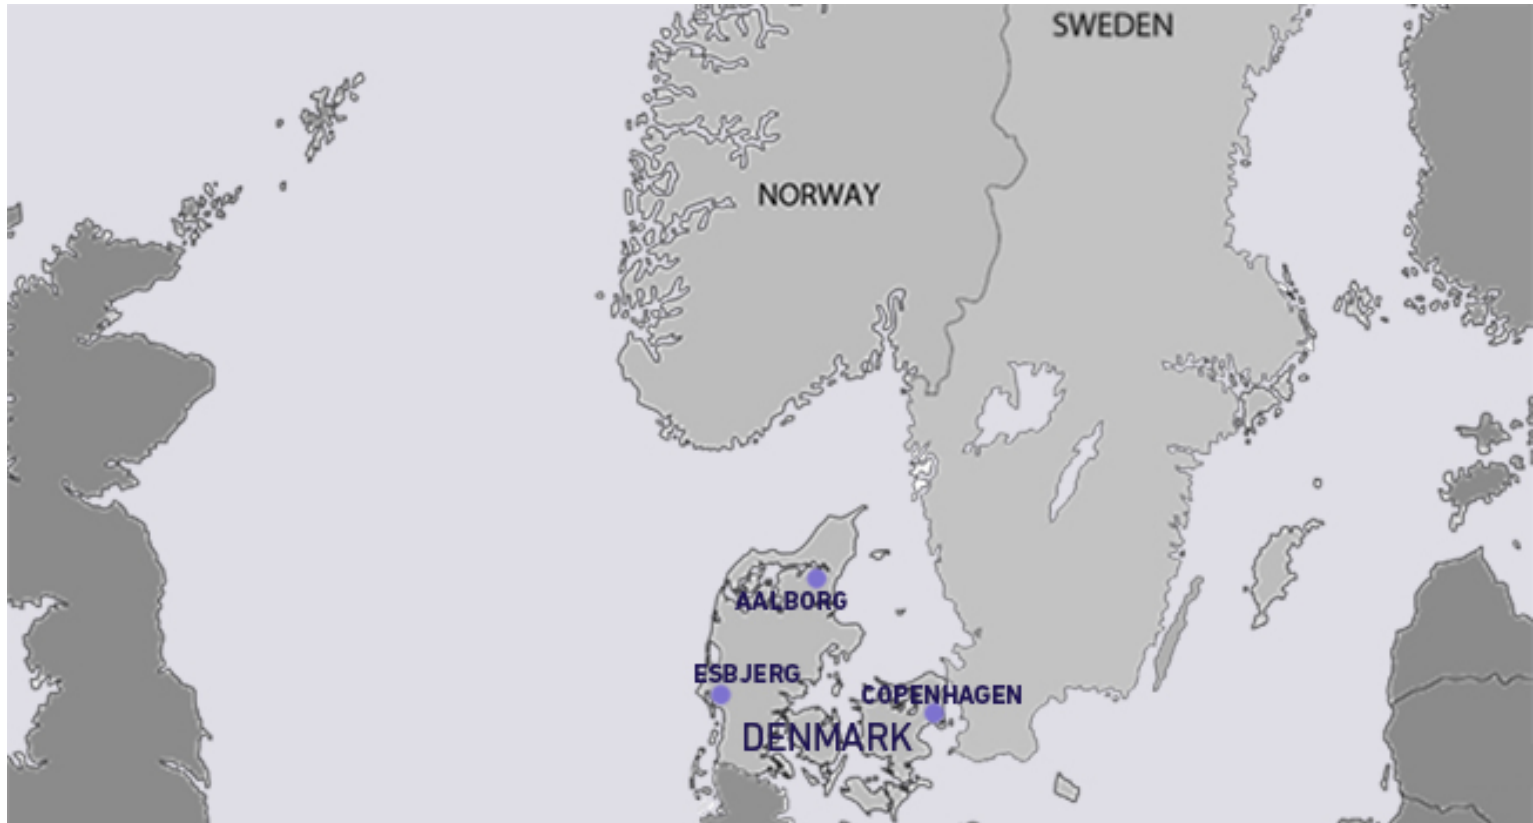 SWEDEN
NORWAY
AALBORG
ESBJERG
COPENHAGEN
DENMARK